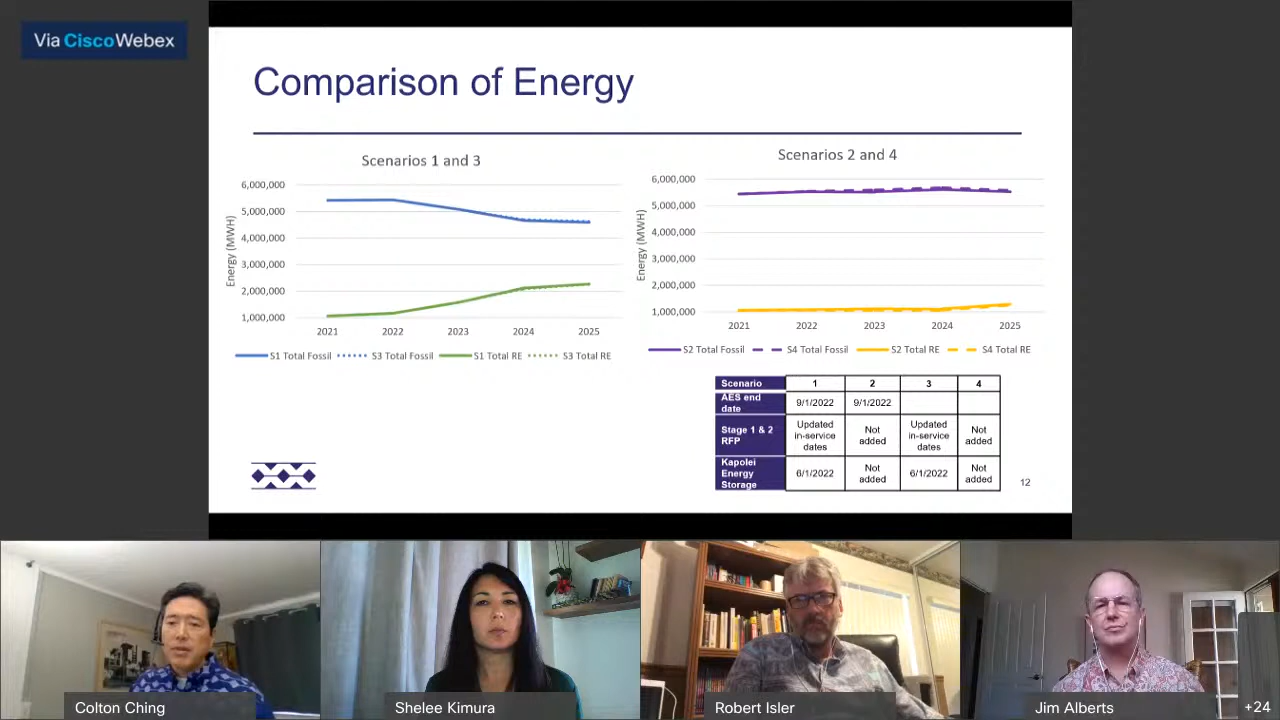 Via Cisco Webex
Comparison of Energy
Scenarios 1 and 3
Energy (MWH)
6,000,000
5,000,000
4,000,000
3,000,000
2,000,000
1,000,000
2021 2022 2023 2024 2025
S1 Total Fossil S3 Total Fossil S1 Total RE S3 Total RE
Scenarios 2 and 4
Energy (MWH)
6,000,000
5,000,000
4,000,000
3,000,000
2,000,000
1,000,000
2021 2022 2023 2024 2025
S2 Total Fossil S4 Total Fossil S2 Total RE S4 Total RE
Scenario 1 2 3 4
AES end
date
9/1/2022 9/1/2022
Stage 1 & 2
RFP
Updated
in-service
dates
Not
added
Updated
in-service
dates
Not
added
Kapolei
Energy
Storage
6/1/2022
Not
added
6/1/2022
Not
added
12
Colton Ching
Shelee Kimura
Robert Isler
Jim Alberts
+24